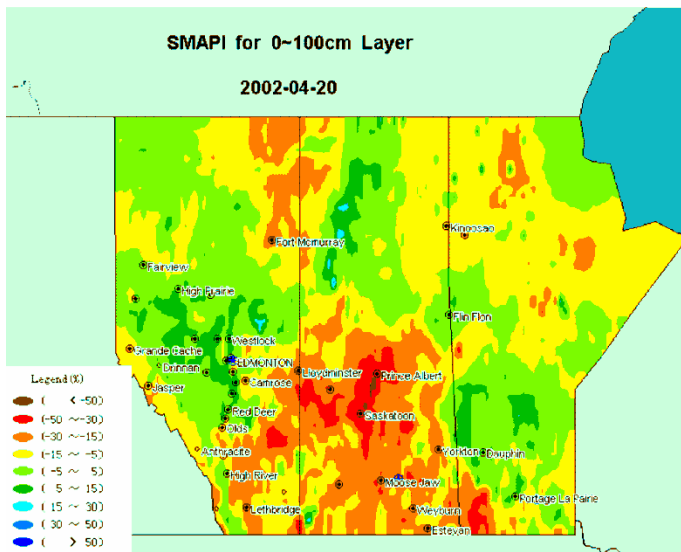 SMAPI for 0~100cm Layer
2002-04-20
Kinoosao
Fort Mcmurray
Fairview
High Prairie
Flin Flon
Westlock
Grande Cache
EDMONTON
Drinnan
Lloydminster
Prince Albert
Jasper
Camrose
Red Deer
Saskatoon
Olds
Anthracite
Yorkton
Dauphin
High River
Moose Jaw
Portage La Pairie
Lethbridge
Weyburn
Estevan
Legend(%)
( < -50)
(-50 ～ -30)
(-30 ～ -15)
(-15 ～ -5)
(-5 ～ 5)
( 5 ～ 15)
( 15 ～ 30)
( 30 ～ 50)
( > 50)